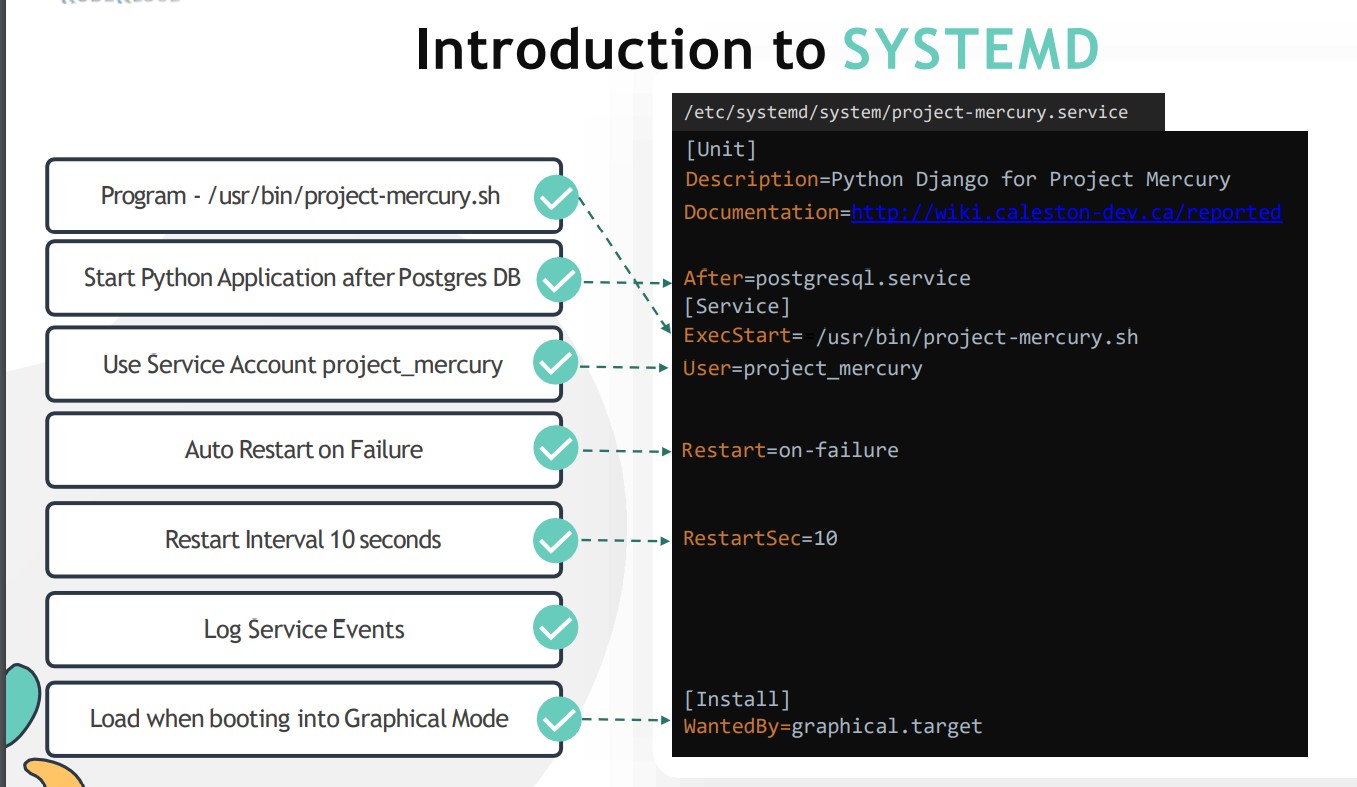 Introduction to SYSTEMD
Program - /usr/bin/project-mercury.sh
Start Python Application after Postgres DB
Use Service Account project_mercury
Auto Restart on Failure
Restart Interval 10 seconds
Log Service Events
Load when booting into Graphical Mode
/etc/systemd/system/project-mercury.service
[Unit]
Description=Python Django for Project Mercury
Documentation=http://wiki.caleston-dev.ca/reported
After=postgresql.service
[Service]
ExecStart= /usr/bin/project-mercury.sh
User=project_mercury
Restart=on-failure
RestartSec=10
[Install]
WantedBy=graphical.target